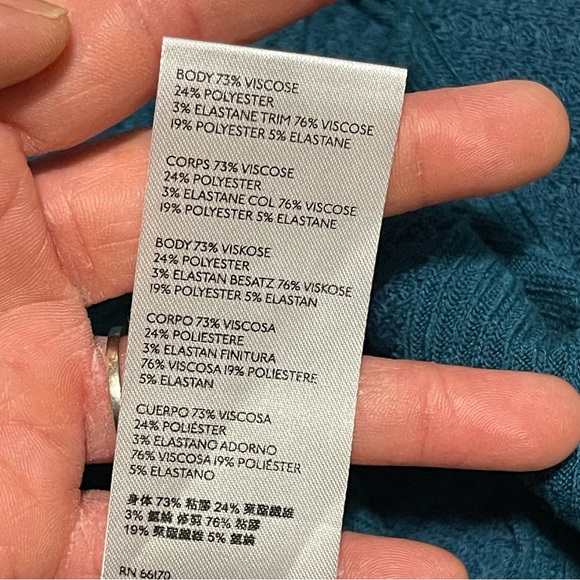 BODY 73% VISCOSE
24% POLYESTER
3% ELASTANE TRIM 76% VISCOSE
19% POLYESTER 5% ELASTANE
CORPS 73% VISCOSE
24% POLYESTER
3% ELASTANE COL 76% VISCOSE
19% POLYESTER 5% ELASTANE
BODY 73% VISKOSE
24% POLYESTER
3% ELASTAN BESATZ 76% VISKOSE
19% POLYESTER 5% ELASTAN
CORPO 73% VISCOSA
24% POLIESTERE
3% ELASTAN FINITURA
76% VISCOSA 19% POLIESTERE
5% ELASTAN
CUERPO 73% VISCOSA
24% POLIÉSTER
3% ELASTANO ADORNO
76% VISCOSA 19% POLIÉSTER
5% ELASTANO
身体 73% 粘膠 24% 聚酯纖維
3% 氨綸 修剪 76% 粘膠
19% 聚酯纖維 5% 氨綸
RN 66170